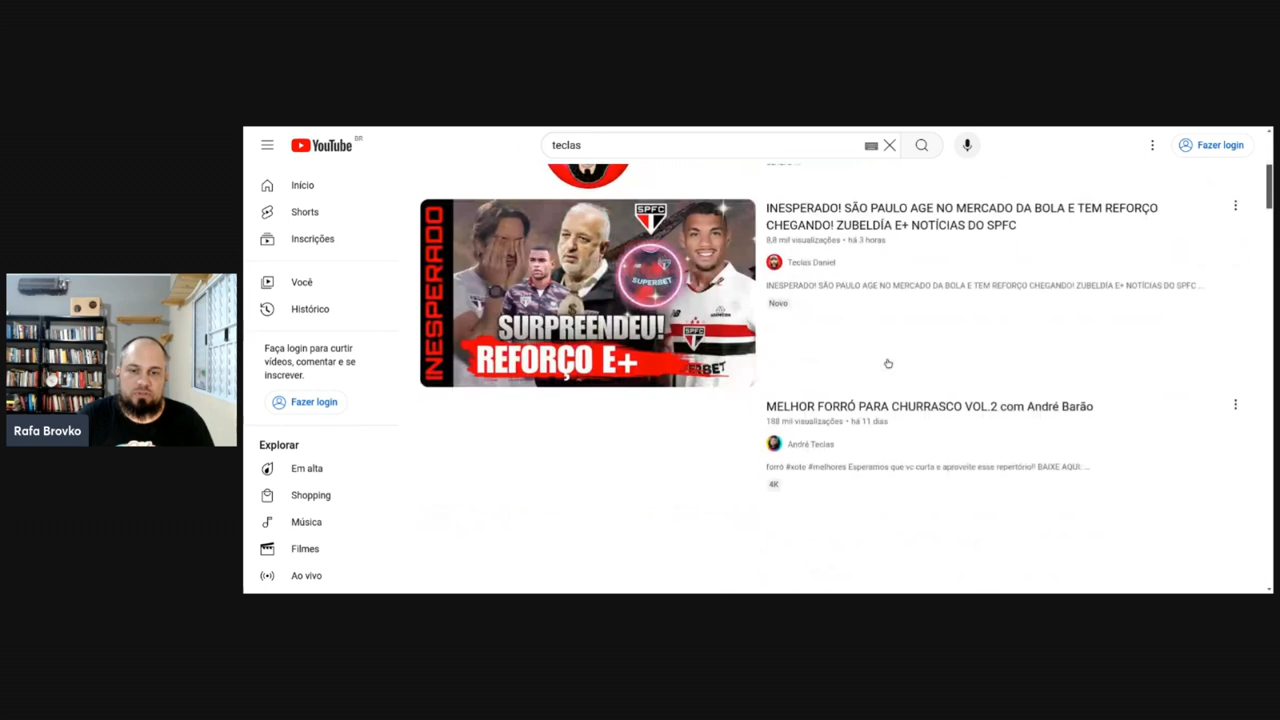 YouTube BR
teclas
Fazer login
Início
Shorts
Inscrições
Você
Histórico
Faça login para curtir
vídeos, comentar e se
inscrever.
Fazer login
Explorar
Em alta
Shopping
Música
Filmes
Ao vivo
INESPERADO
SPFC
SUPERBET
SURPREENDEU!
REFORÇO E+
SPFC
INESPERADO! SÃO PAULO AGE NO MERCADO DA BOLA E TEM REFORÇO
CHEGANDO! ZUBELDÍA E+ NOTÍCIAS DO SPFC
8,8 mil visualizações • há 3 horas
Teclas Daniel
INESPERADO! SÃO PAULO AGE NO MERCADO DA BOLA E TEM REFORÇO CHEGANDO! ZUBELDÍA E+ NOTÍCIAS DO SPFC ...
Novo
MELHOR FORRÓ PARA CHURRASCO VOL.2 com André Barão
188 mil visualizações • há 11 dias
André Teclas
forró #xote #melhores Esperamos que vc curta e aproveite esse repertório!! BAIXE AQUI: ...
4K
Rafa Brovko